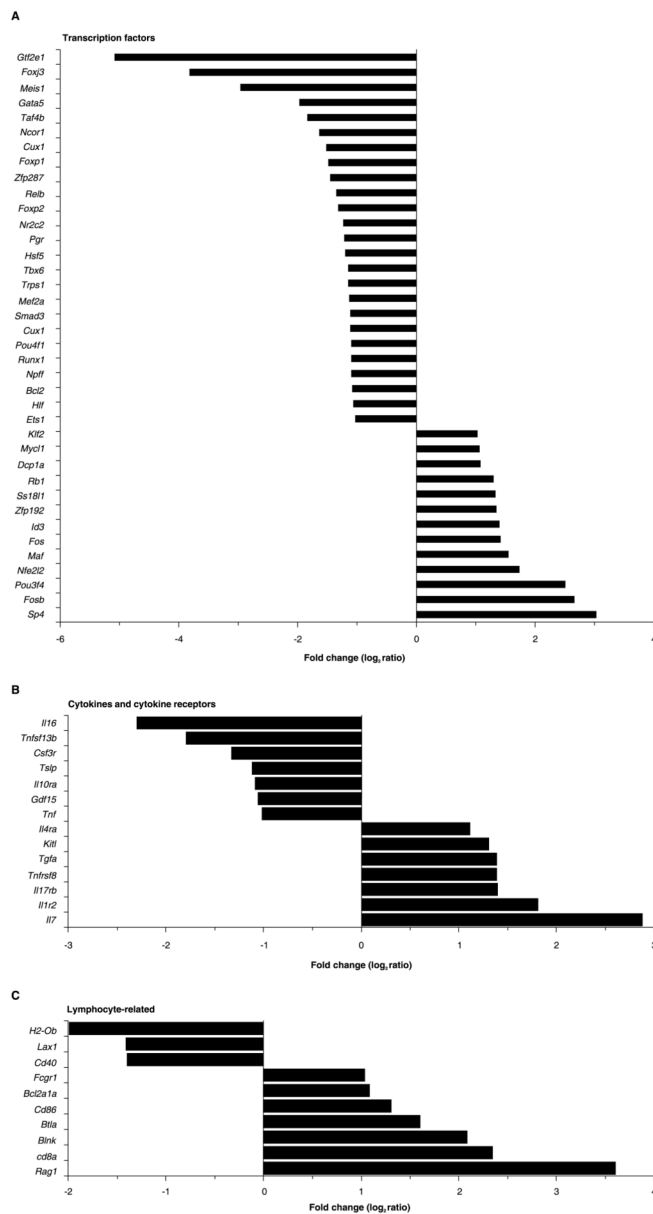 A
Transcription factors
Gtf2e1
Foxj3
Meis1
Gata5
Taf4b
Ncor1
Cux1
Foxp1
Zfp287
Relb
Foxp2
Nr2c2
Pgr
Hsf5
Tbx6
Trps1
Mef2a
Smad3
Cux1
Pou4f1
Runx1
Npff
Bcl2
Hlf
Ets1
Klf2
Mycl1
Dcp1a
Rb1
Ss18l1
Zfp192
Id3
Fos
Maf
Nfe2l2
Pou3f4
Fosb
Sp4
-6 -4 -2 0 2 4
Fold change (log₂ ratio)
B
Cytokines and cytokine receptors
Il16
Tnfsf13b
Csf3r
Tslp
Il10ra
Gdf15
Tnf
Il4ra
Kitl
Tgfa
Tnfrsf8
Il17rb
Il1r2
Il7
-3 -2 -1 0 1 2 3
Fold change (log₂ ratio)
C
Lymphocyte-related
H2-Ob
Lax1
Cd40
Fcgr1
Bcl2a1a
Cd86
Btla
Blnk
cd8a
Rag1
-2 -1 0 1 2 3 4
Fold change (log₂ ratio)